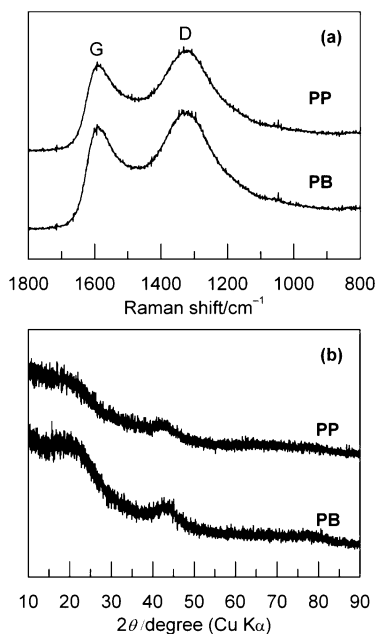 (a)
G D
PP
PB
1800 1600 1400 1200 1000 800
Raman shift/cm⁻¹
(b)
PP
PB
10 20 30 40 50 60 70 80 90
2θ/degree (Cu Kα)